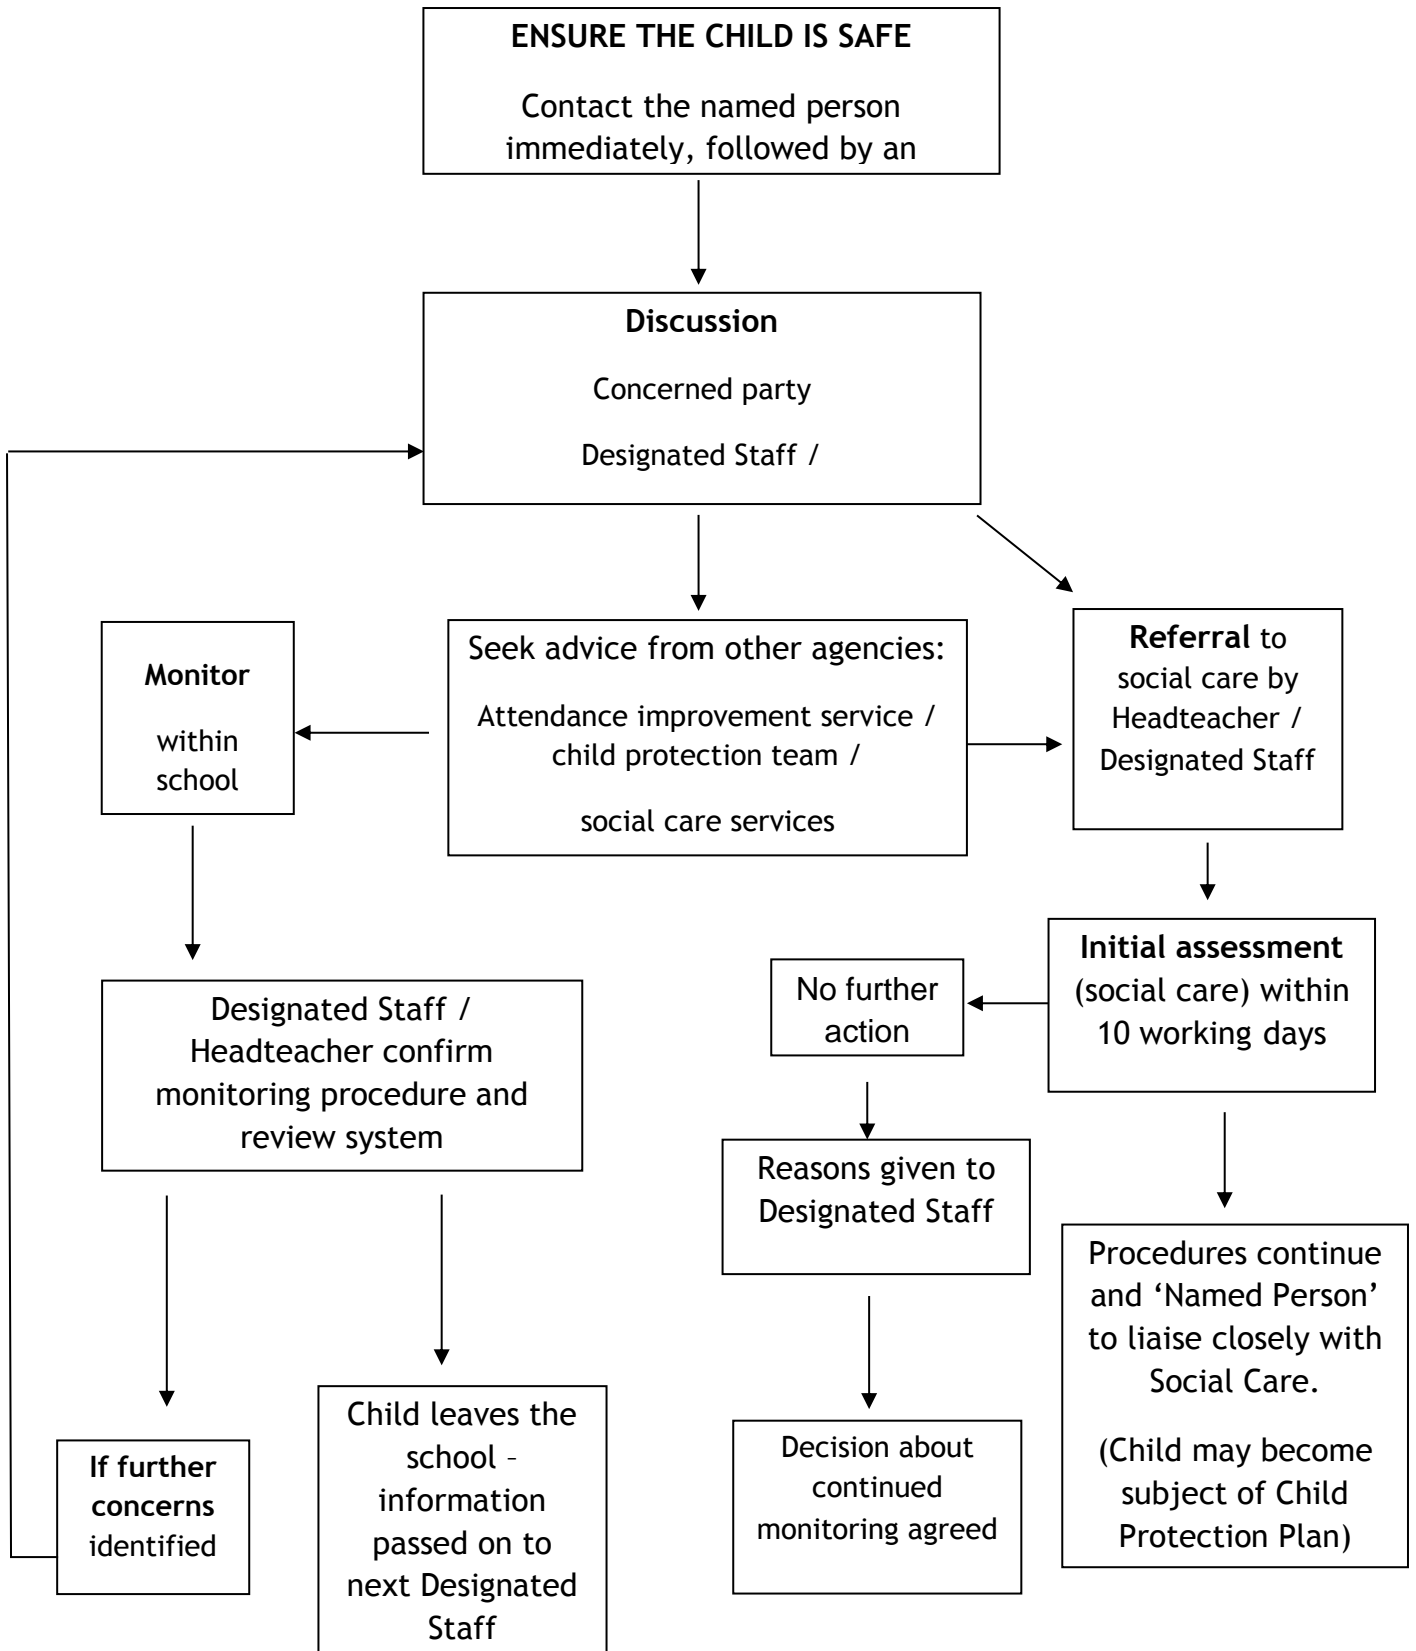 ENSURE THE CHILD IS SAFE
Contact the named person
immediately, followed by an
Discussion
Concerned party
Designated Staff /
Monitor
within
school
Seek advice from other agencies:
Attendance improvement service /
child protection team /
social care services
Referral to
social care by
Headteacher /
Designated Staff
Designated Staff /
Headteacher confirm
monitoring procedure and
review system
No further
action
Initial assessment
(social care) within
10 working days
Reasons given to
Designated Staff
Procedures continue
and ‘Named Person’
to liaise closely with
Social Care.
(Child may become
subject of Child
Protection Plan)
If further
concerns
identified
Child leaves the
school –
information
passed on to
next Designated
Staff
Decision about
continued
monitoring agreed